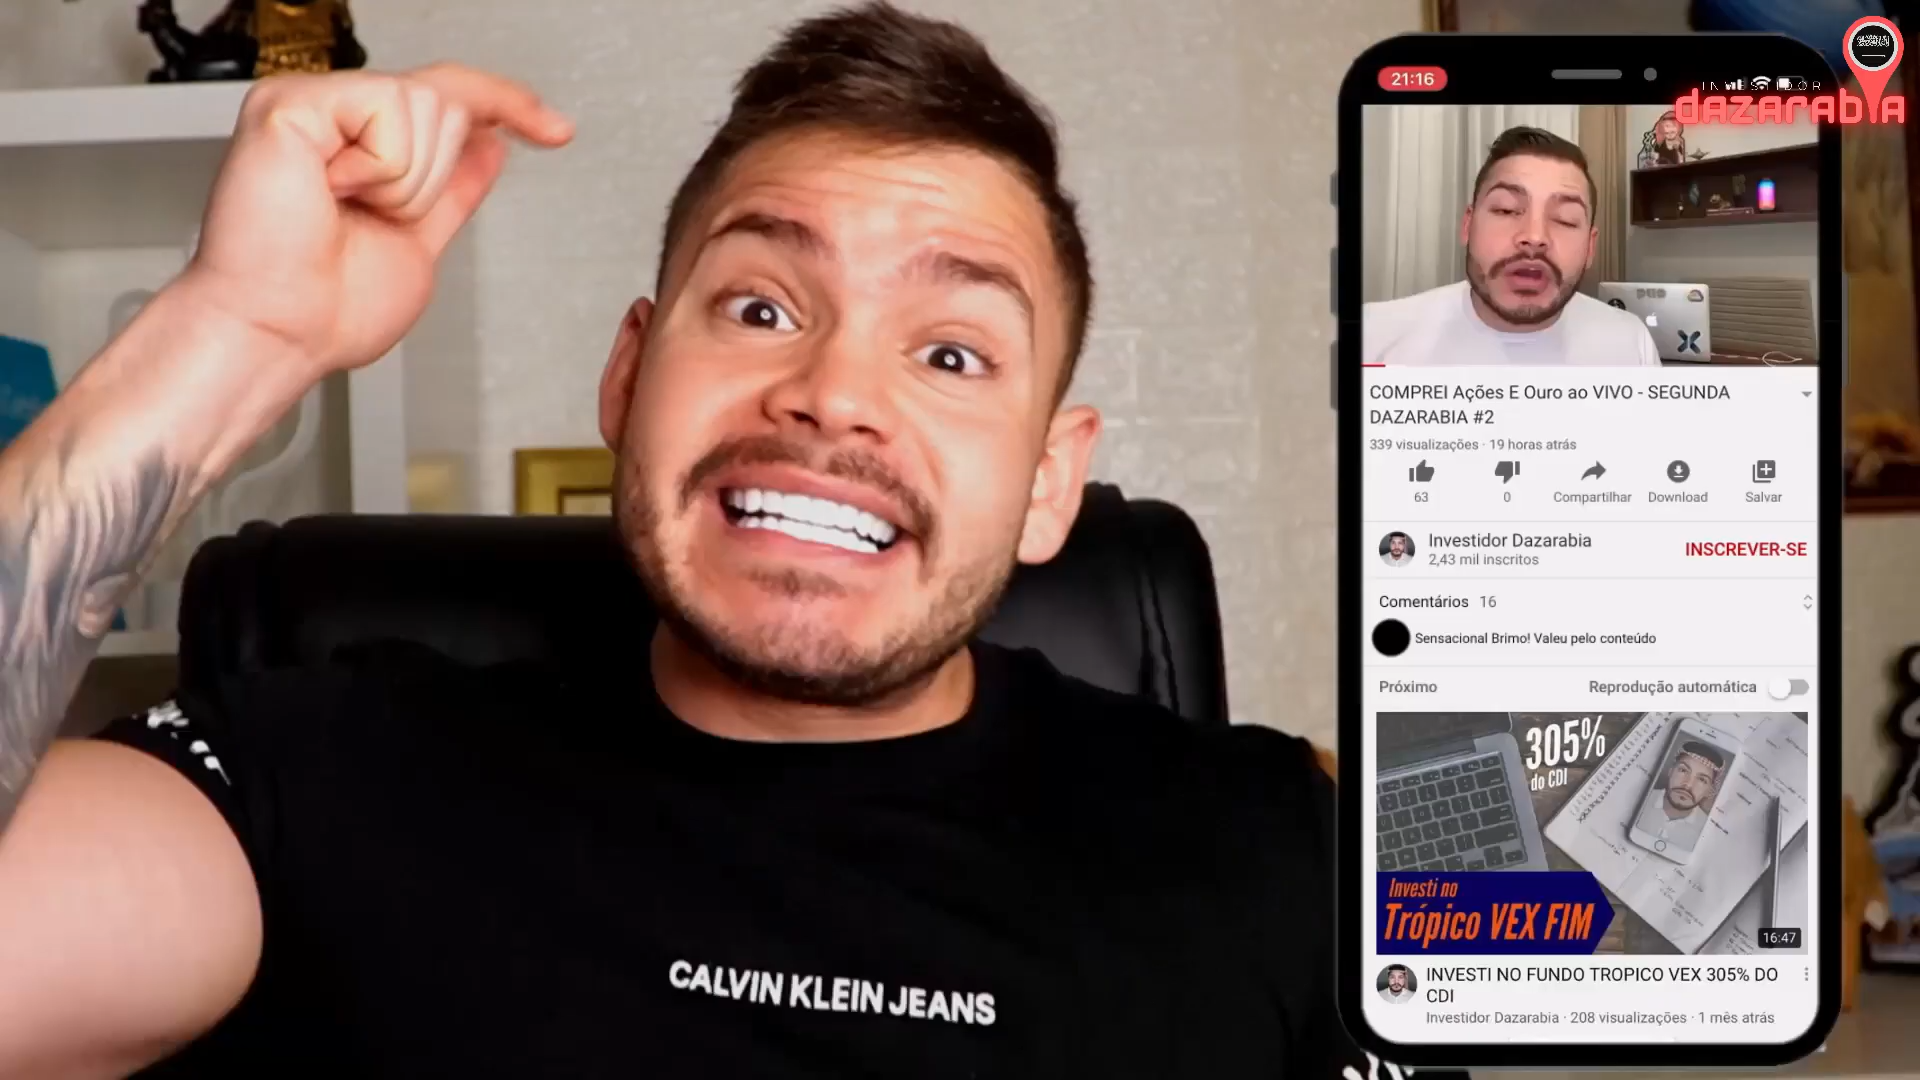 21:16
INVESTIDOR
dazarabia
COMPREI Ações E Ouro ao VIVO - SEGUNDA
DAZARABIA #2
339 visualizações · 19 horas atrás
63
0
Compartilhar
Download
Salvar
Investidor Dazarabia
2,43 mil inscritos
INSCREVER-SE
Comentários 16
Sensacional Brimo! Valeu pelo conteúdo
Próximo
Reprodução automática
305%
do CDI
Investi no
Trópico VEX FIM
16:47
INVESTI NO FUNDO TROPICO VEX 305% DO
CDI
Investidor Dazarabia · 208 visualizações · 1 mês atrás
CALVIN KLEIN JEANS